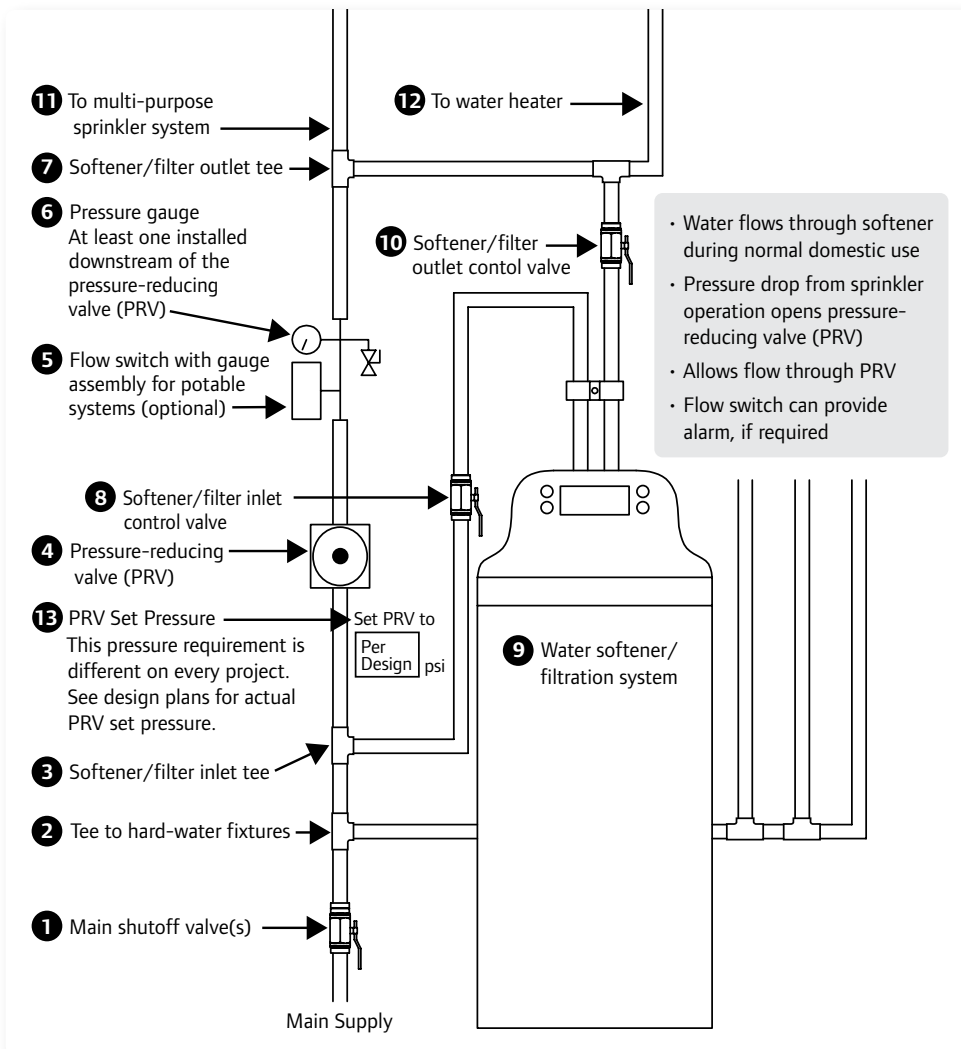 11 To multi-purpose
sprinkler system
12 To water heater
7 Softener/filter outlet tee
6 Pressure gauge
At least one installed
downstream of the
pressure-reducing
valve (PRV)
10 Softener/filter
outlet contol valve
· Water flows through softener
during normal domestic use
· Pressure drop from sprinkler
operation opens pressure-
reducing valve (PRV)
· Allows flow through PRV
· Flow switch can provide
alarm, if required
5 Flow switch with gauge
assembly for potable
systems (optional)
8 Softener/filter inlet
control valve
4 Pressure-reducing
valve (PRV)
13 PRV Set Pressure
This pressure requirement is
different on every project.
See design plans for actual
PRV set pressure.
Set PRV to
Per
Design psi
9 Water softener/
filtration system
3 Softener/filter inlet tee
2 Tee to hard-water fixtures
1 Main shutoff valve(s)
Main Supply